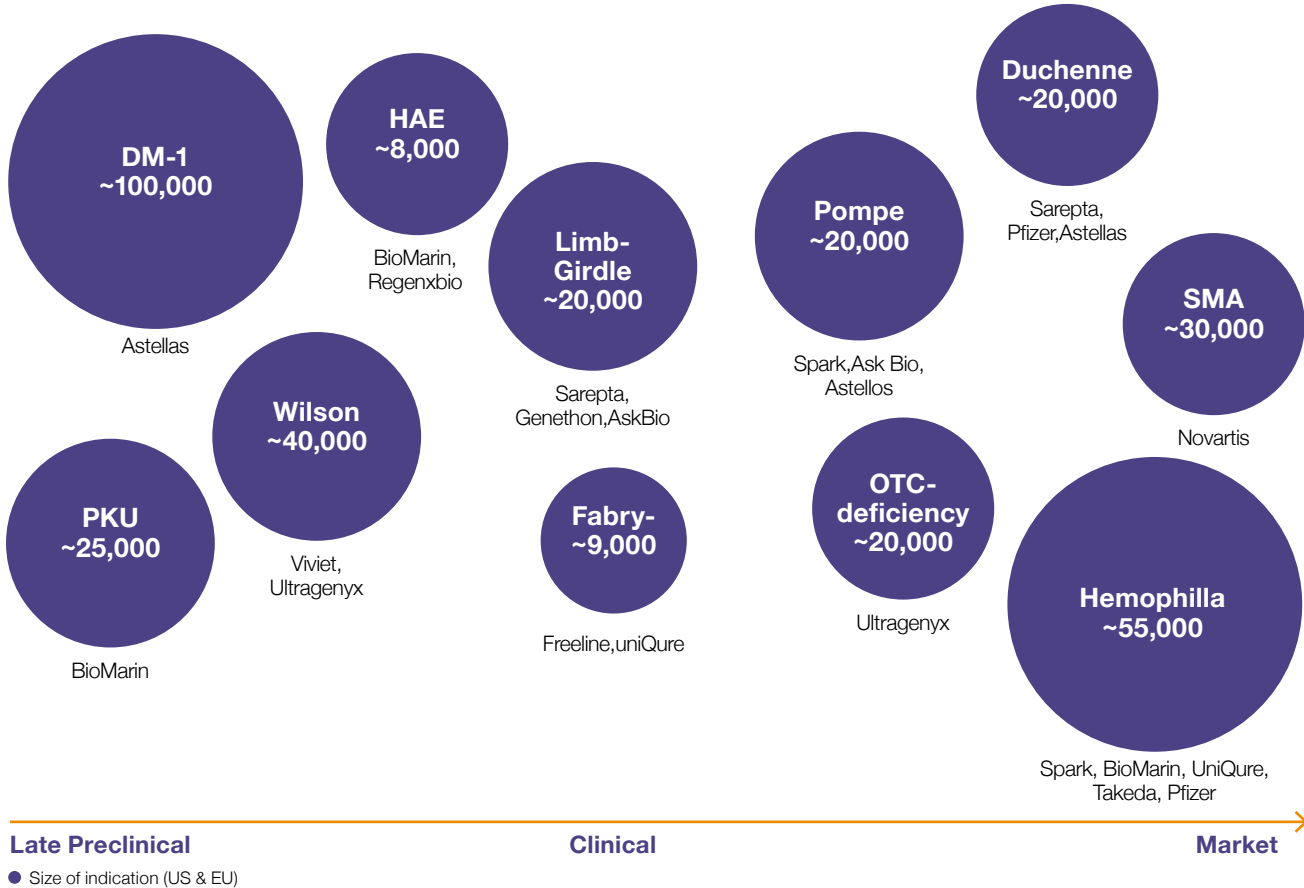 DM-1
~100,000
Astellas
HAE
~8,000
BioMarin,
Regenxbio
Limb-
Girdle
~20,000
Sarepta,
Genethon,AskBio
Pompe
~20,000
Spark,Ask Bio,
Astellos
Duchenne
~20,000
Sarepta,
Pfizer,Astellas
SMA
~30,000
Novartis
Wilson
~40,000
Viviet,
Ultragenyx
PKU
~25,000
BioMarin
Fabry-
~9,000
Freeline,uniQure
OTC-
deficiency
~20,000
Ultragenyx
Hemophilla
~55,000
Spark, BioMarin, UniQure,
Takeda, Pfizer
Late Preclinical
Clinical
Market
Size of indication (US & EU)